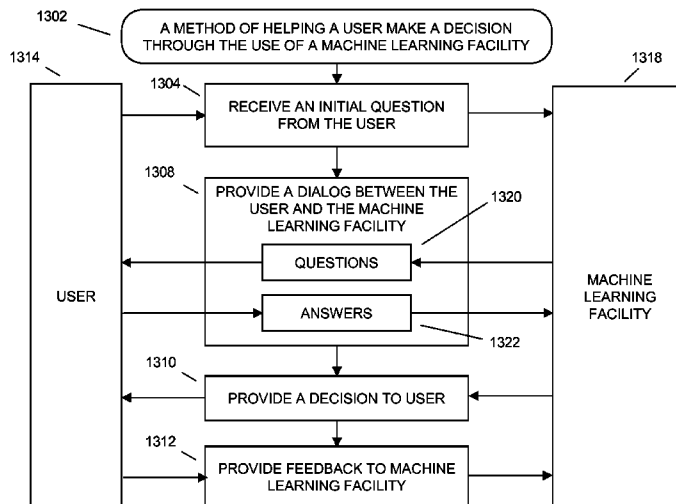 1302
A METHOD OF HELPING A USER MAKE A DECISION
THROUGH THE USE OF A MACHINE LEARNING FACILITY
1314
1318
1304
RECEIVE AN INITIAL QUESTION
FROM THE USER
1308
PROVIDE A DIALOG BETWEEN THE
USER AND THE MACHINE
LEARNING FACILITY
1320
QUESTIONS
USER
MACHINE
LEARNING
FACILITY
ANSWERS
1322
1310
PROVIDE A DECISION TO USER
1312
PROVIDE FEEDBACK TO MACHINE
LEARNING FACILITY